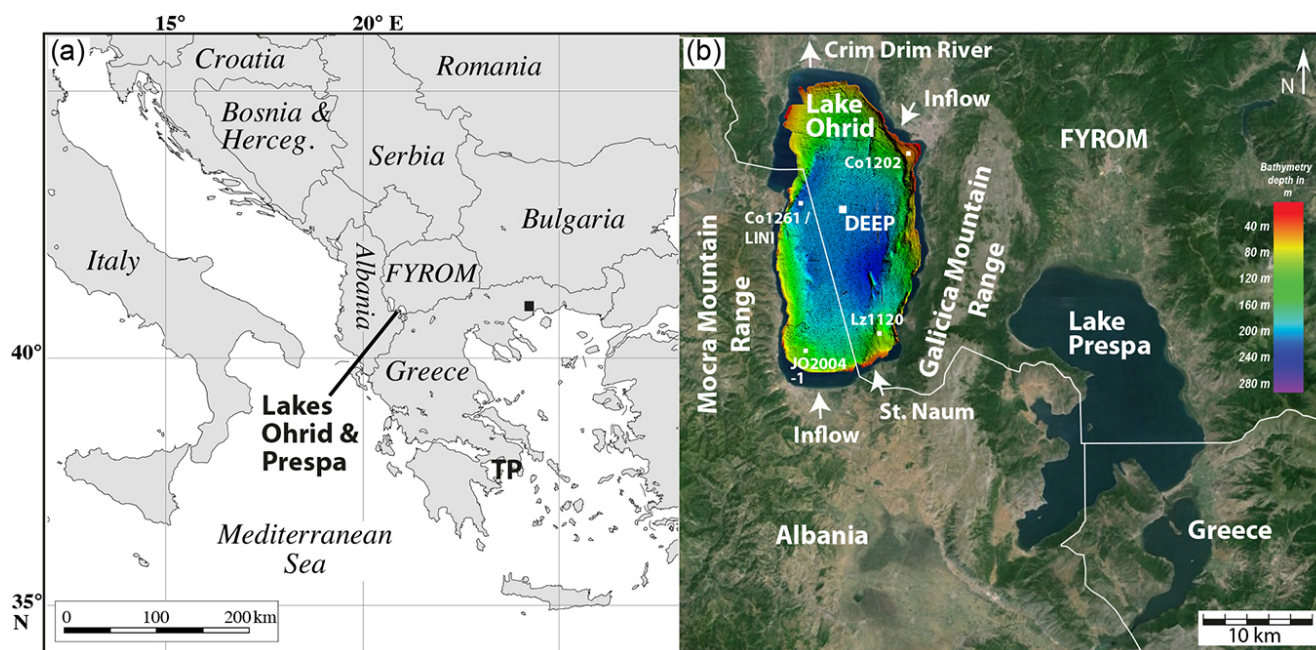 (a)
15°
20° E
Croatia
Romania
Bosnia &
Herceg.
Serbia
Bulgaria
Italy
Albania
FYROM
40°
Greece
Lakes
Ohrid &
Prespa
TP
Mediterranean
Sea
35°
N
0 100 200 km
(b)
Crim Drim River
N
Lake
Ohrid
Inflow
FYROM
Co1202
Bathymetry
depth in
m
40 m
80 m
120 m
160 m
200 m
240 m
280 m
Co1261 /
LINI
DEEP
Mocra Mountain
Range
Galicica Mountain
Range
Lz1120
Lake
Prespa
JO2004
-1
St. Naum
Inflow
Albania
Greece
10 km